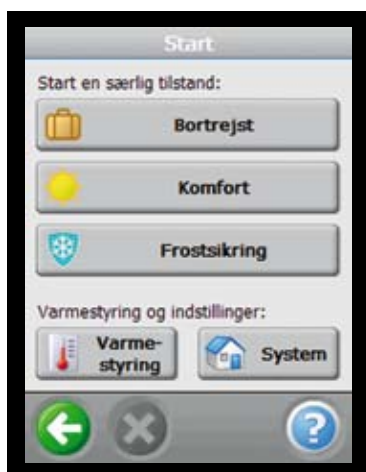 Start
Start en særlig tilstand:
Bortrejst
Komfort
Frostsikring
Varmestyring og indstillinger:
Varme-
styring
System
?